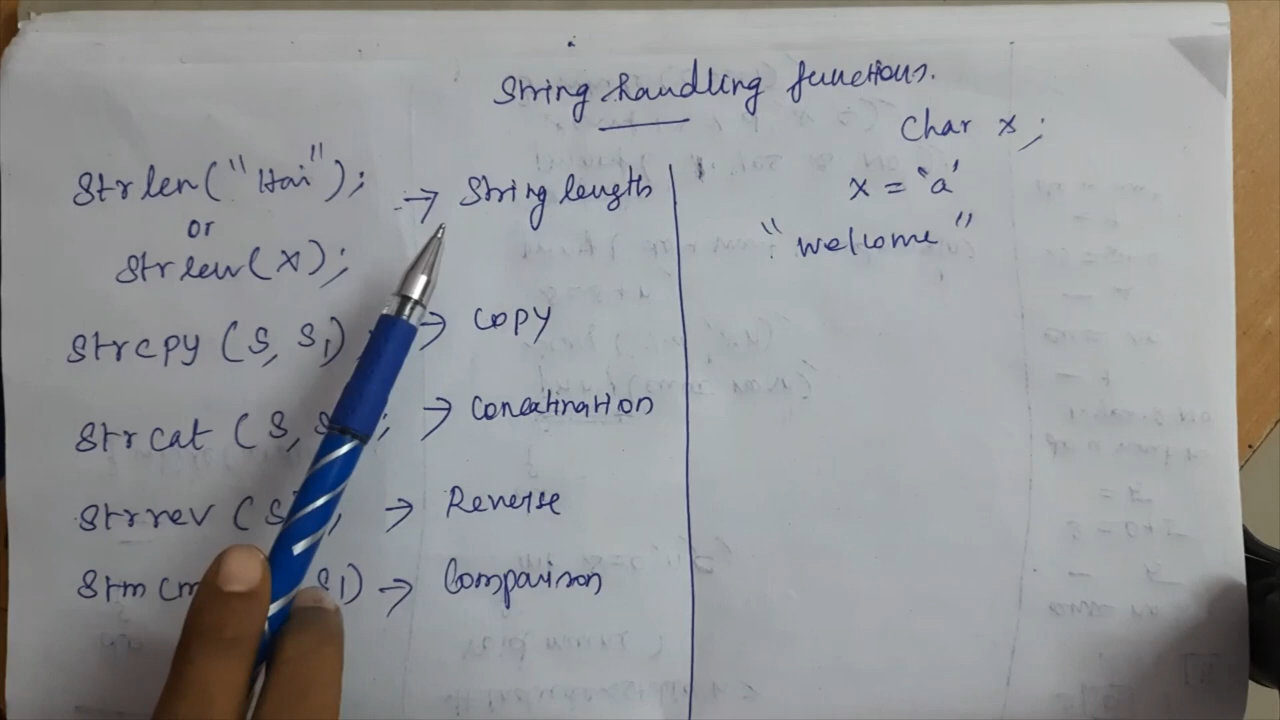 String handling functions.
Strlen("Hai"); → String length
or
Strlen(x);
Strcpy (S, S1) → Copy
Strcat (S, ; → Concatination
Strrev (S → Reverse
S1) → Comparison
Char x;
x = 'a'
"welcome"